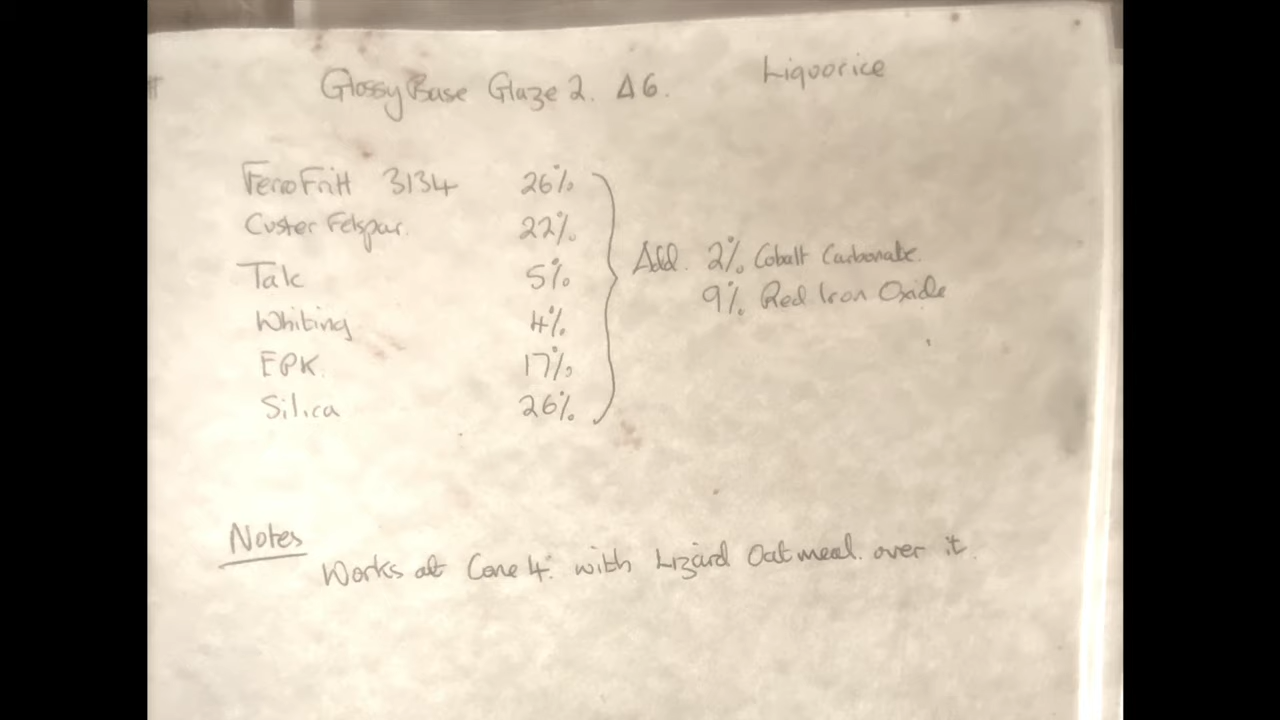 Glossy Base Glaze 2. Δ6. Liquorice
Ferro Fritt 3134 26%
Custer Felspar. 22%
Talc 5%
Whiting 4%
EPK. 17%
Silica 26%
Add. 2% Cobalt Carbonate.
9% Red Iron Oxide
Notes
Works at Cone 4. with Lizard Oatmeal. over it.